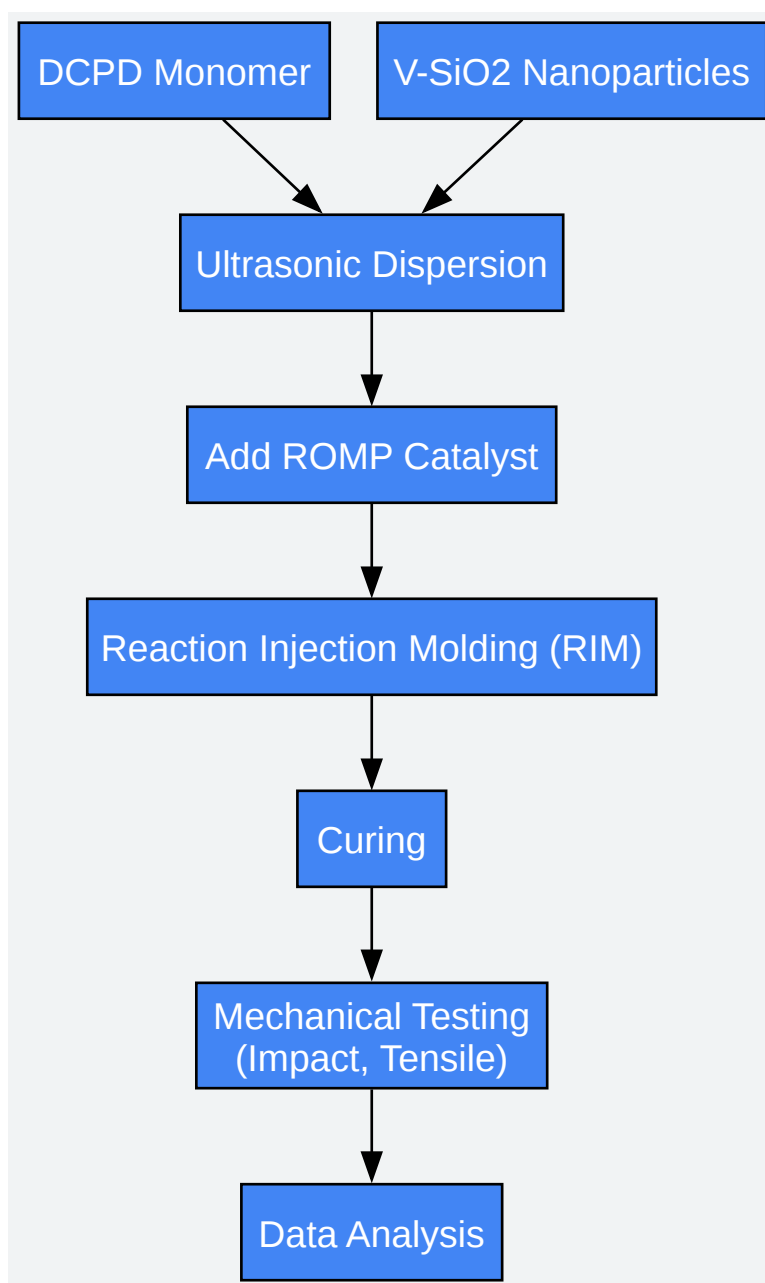 DCPD Monomer
V-SiO2 Nanoparticles
Ultrasonic Dispersion
Add ROMP Catalyst
Reaction Injection Molding (RIM)
Curing
Mechanical Testing
(Impact, Tensile)
Data Analysis